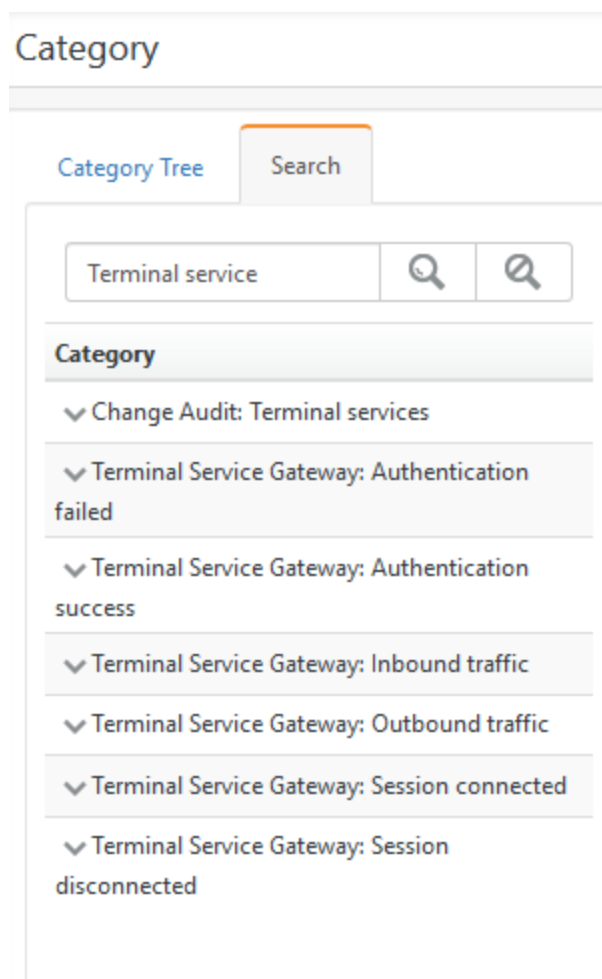 Category
Category Tree Search
Terminal service
Category
Change Audit: Terminal services
Terminal Service Gateway: Authentication
failed
Terminal Service Gateway: Authentication
success
Terminal Service Gateway: Inbound traffic
Terminal Service Gateway: Outbound traffic
Terminal Service Gateway: Session connected
Terminal Service Gateway: Session
disconnected